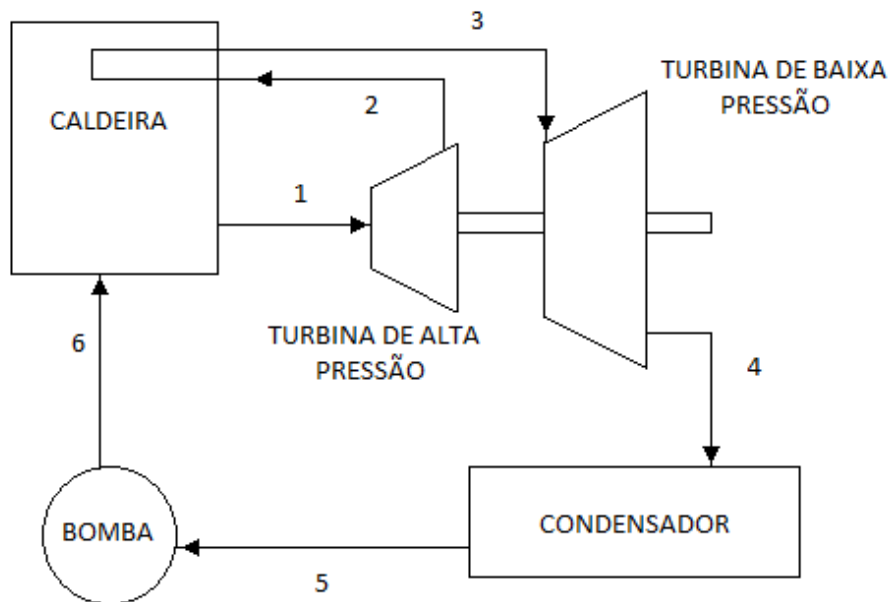 3
TURBINA DE BAIXA
PRESSÃO
CALDEIRA
2
1
TURBINA DE ALTA
PRESSÃO
6
4
BOMBA
CONDENSADOR
5